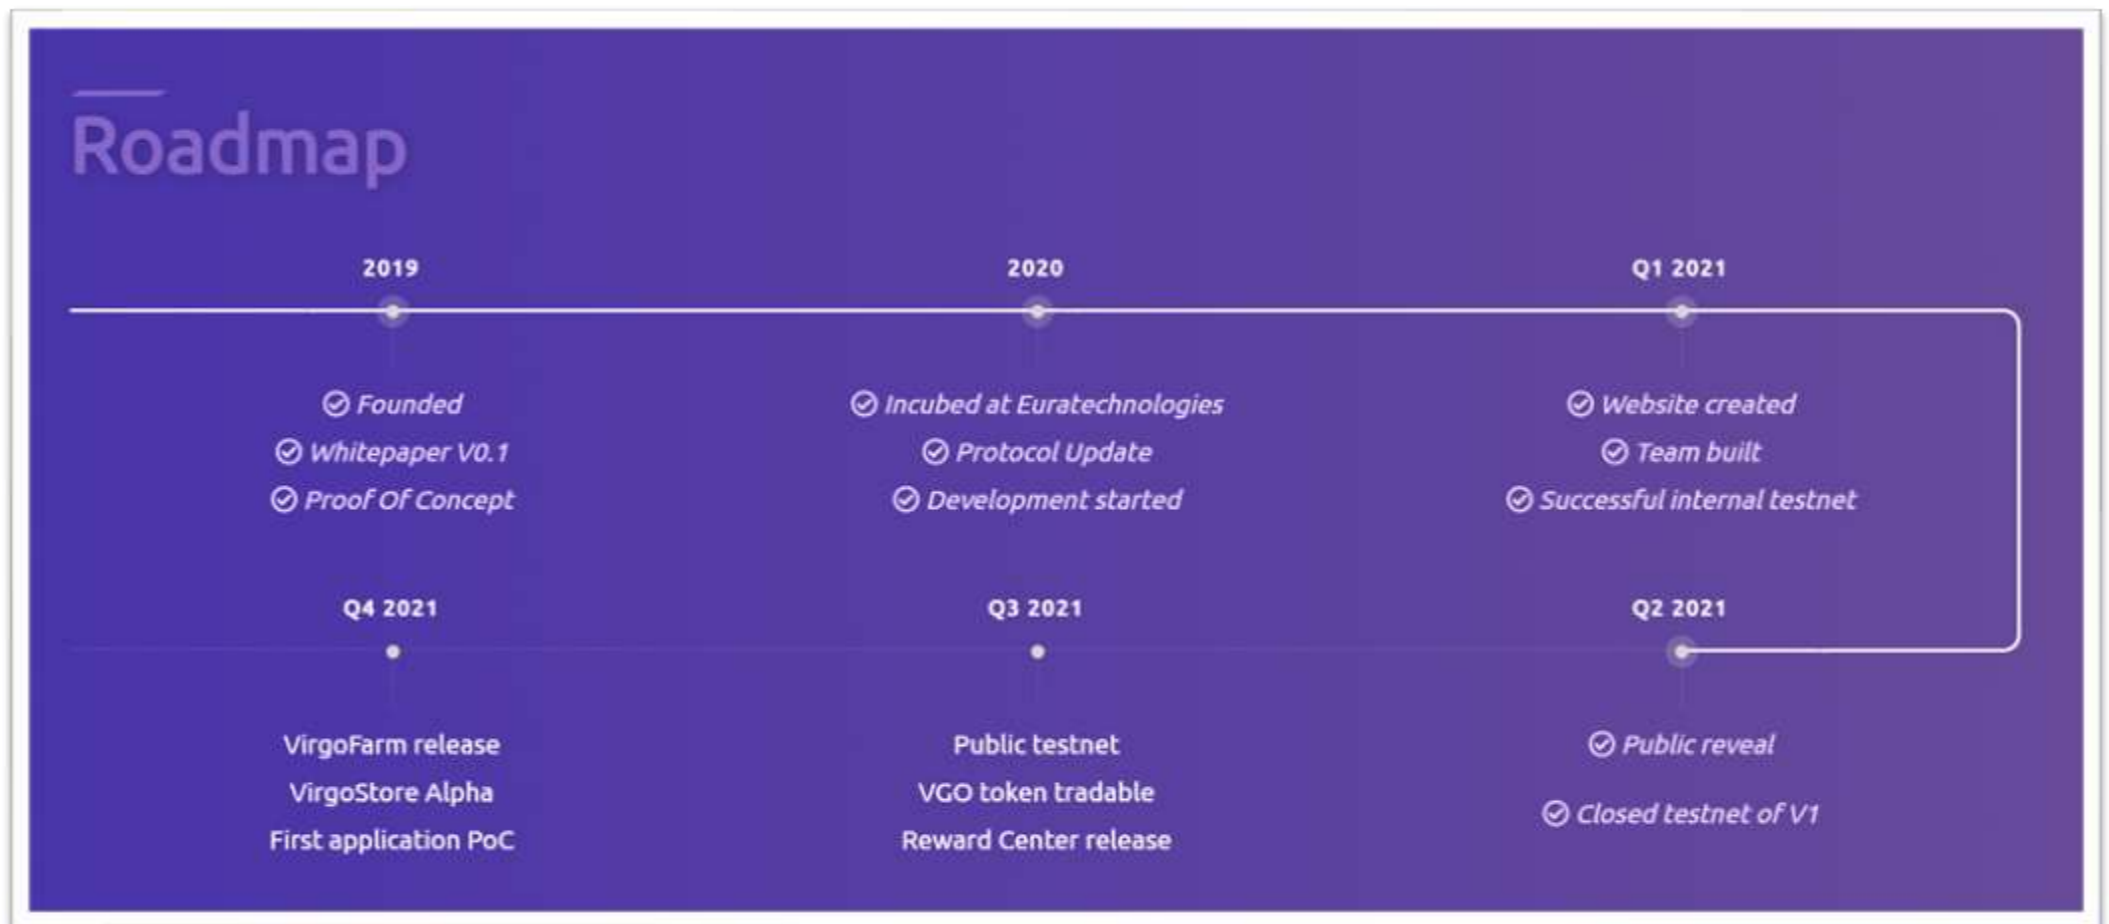 Roadmap
2019
Founded
Whitepaper V0.1
Proof Of Concept
2020
Incubed at Euratechnologies
Protocol Update
Development started
Q1 2021
Website created
Team built
Successful internal testnet
Q2 2021
Public reveal
Closed testnet of V1
Q3 2021
Public testnet
VGO token tradable
Reward Center release
Q4 2021
VirgoFarm release
VirgoStore Alpha
First application PoC